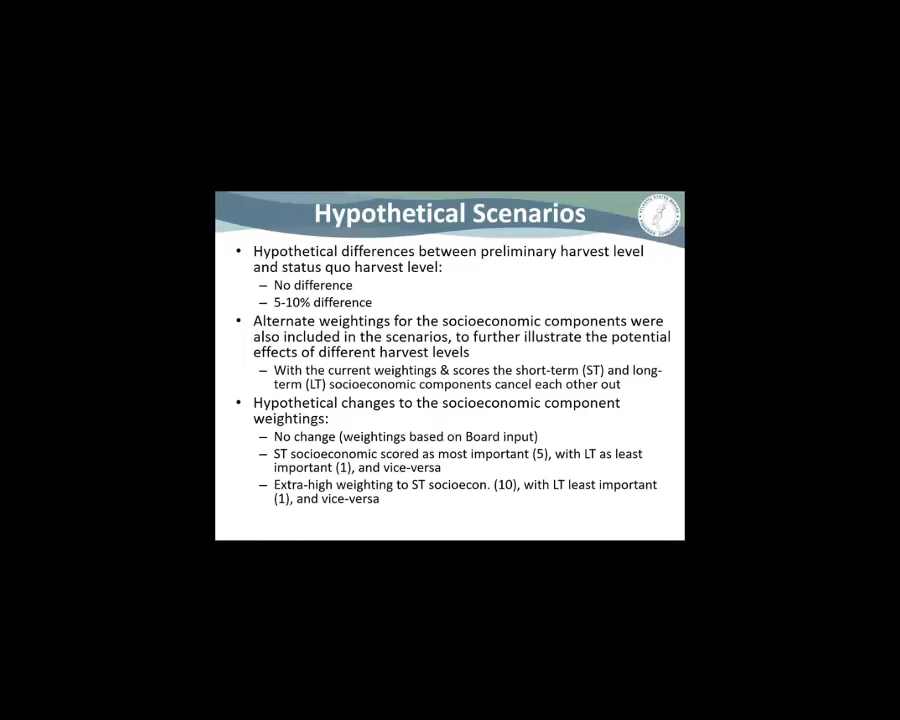 Hypothetical Scenarios
• Hypothetical differences between preliminary harvest level
and status quo harvest level:
– No difference
– 5-10% difference
• Alternate weightings for the socioeconomic components were
also included in the scenarios, to further illustrate the potential
effects of different harvest levels
– With the current weightings & scores the short-term (ST) and long-
term (LT) socioeconomic components cancel each other out
• Hypothetical changes to the socioeconomic component
weightings:
– No change (weightings based on Board input)
– ST socioeconomic scored as most important (5), with LT as least
important (1), and vice-versa
– Extra-high weighting to ST socioecon. (10), with LT least important
(1), and vice-versa